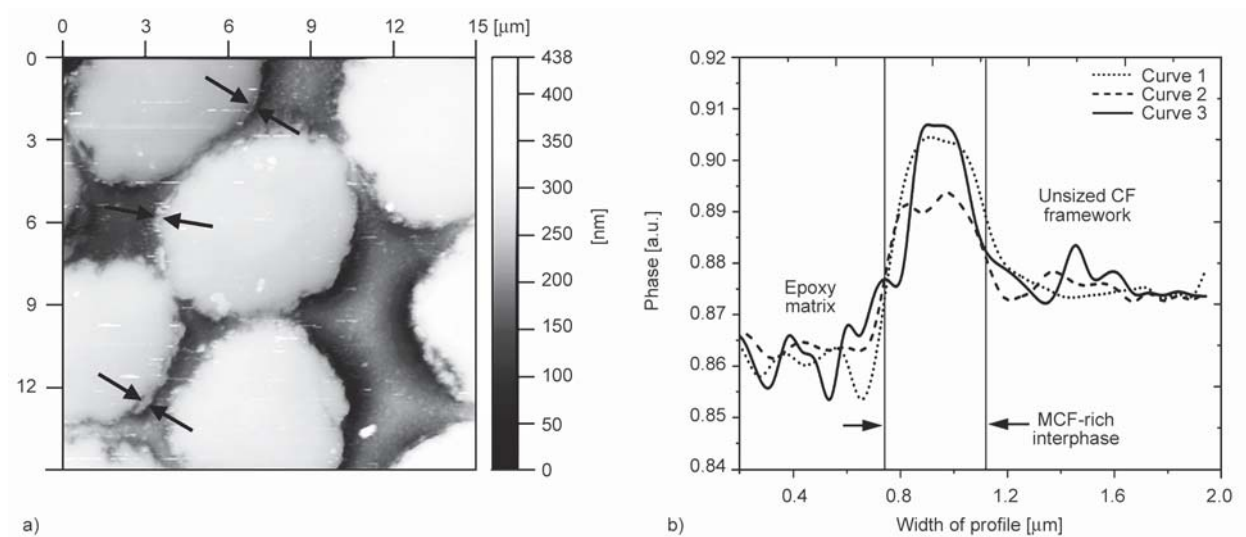 0 3 6 9 12 15 [μm]
0
3
6
9
12
438
400
350
300
250
200
150
100
50
0
[nm]
a)
0.92
0.91
0.90
0.89
0.88
0.87
0.86
0.85
0.84
Phase [a.u.]
Curve 1
Curve 2
Curve 3
Unsized CF
framework
Epoxy
matrix
MCF-rich
interphase
0.4 0.8 1.2 1.6 2.0
Width of profile [μm]
b)